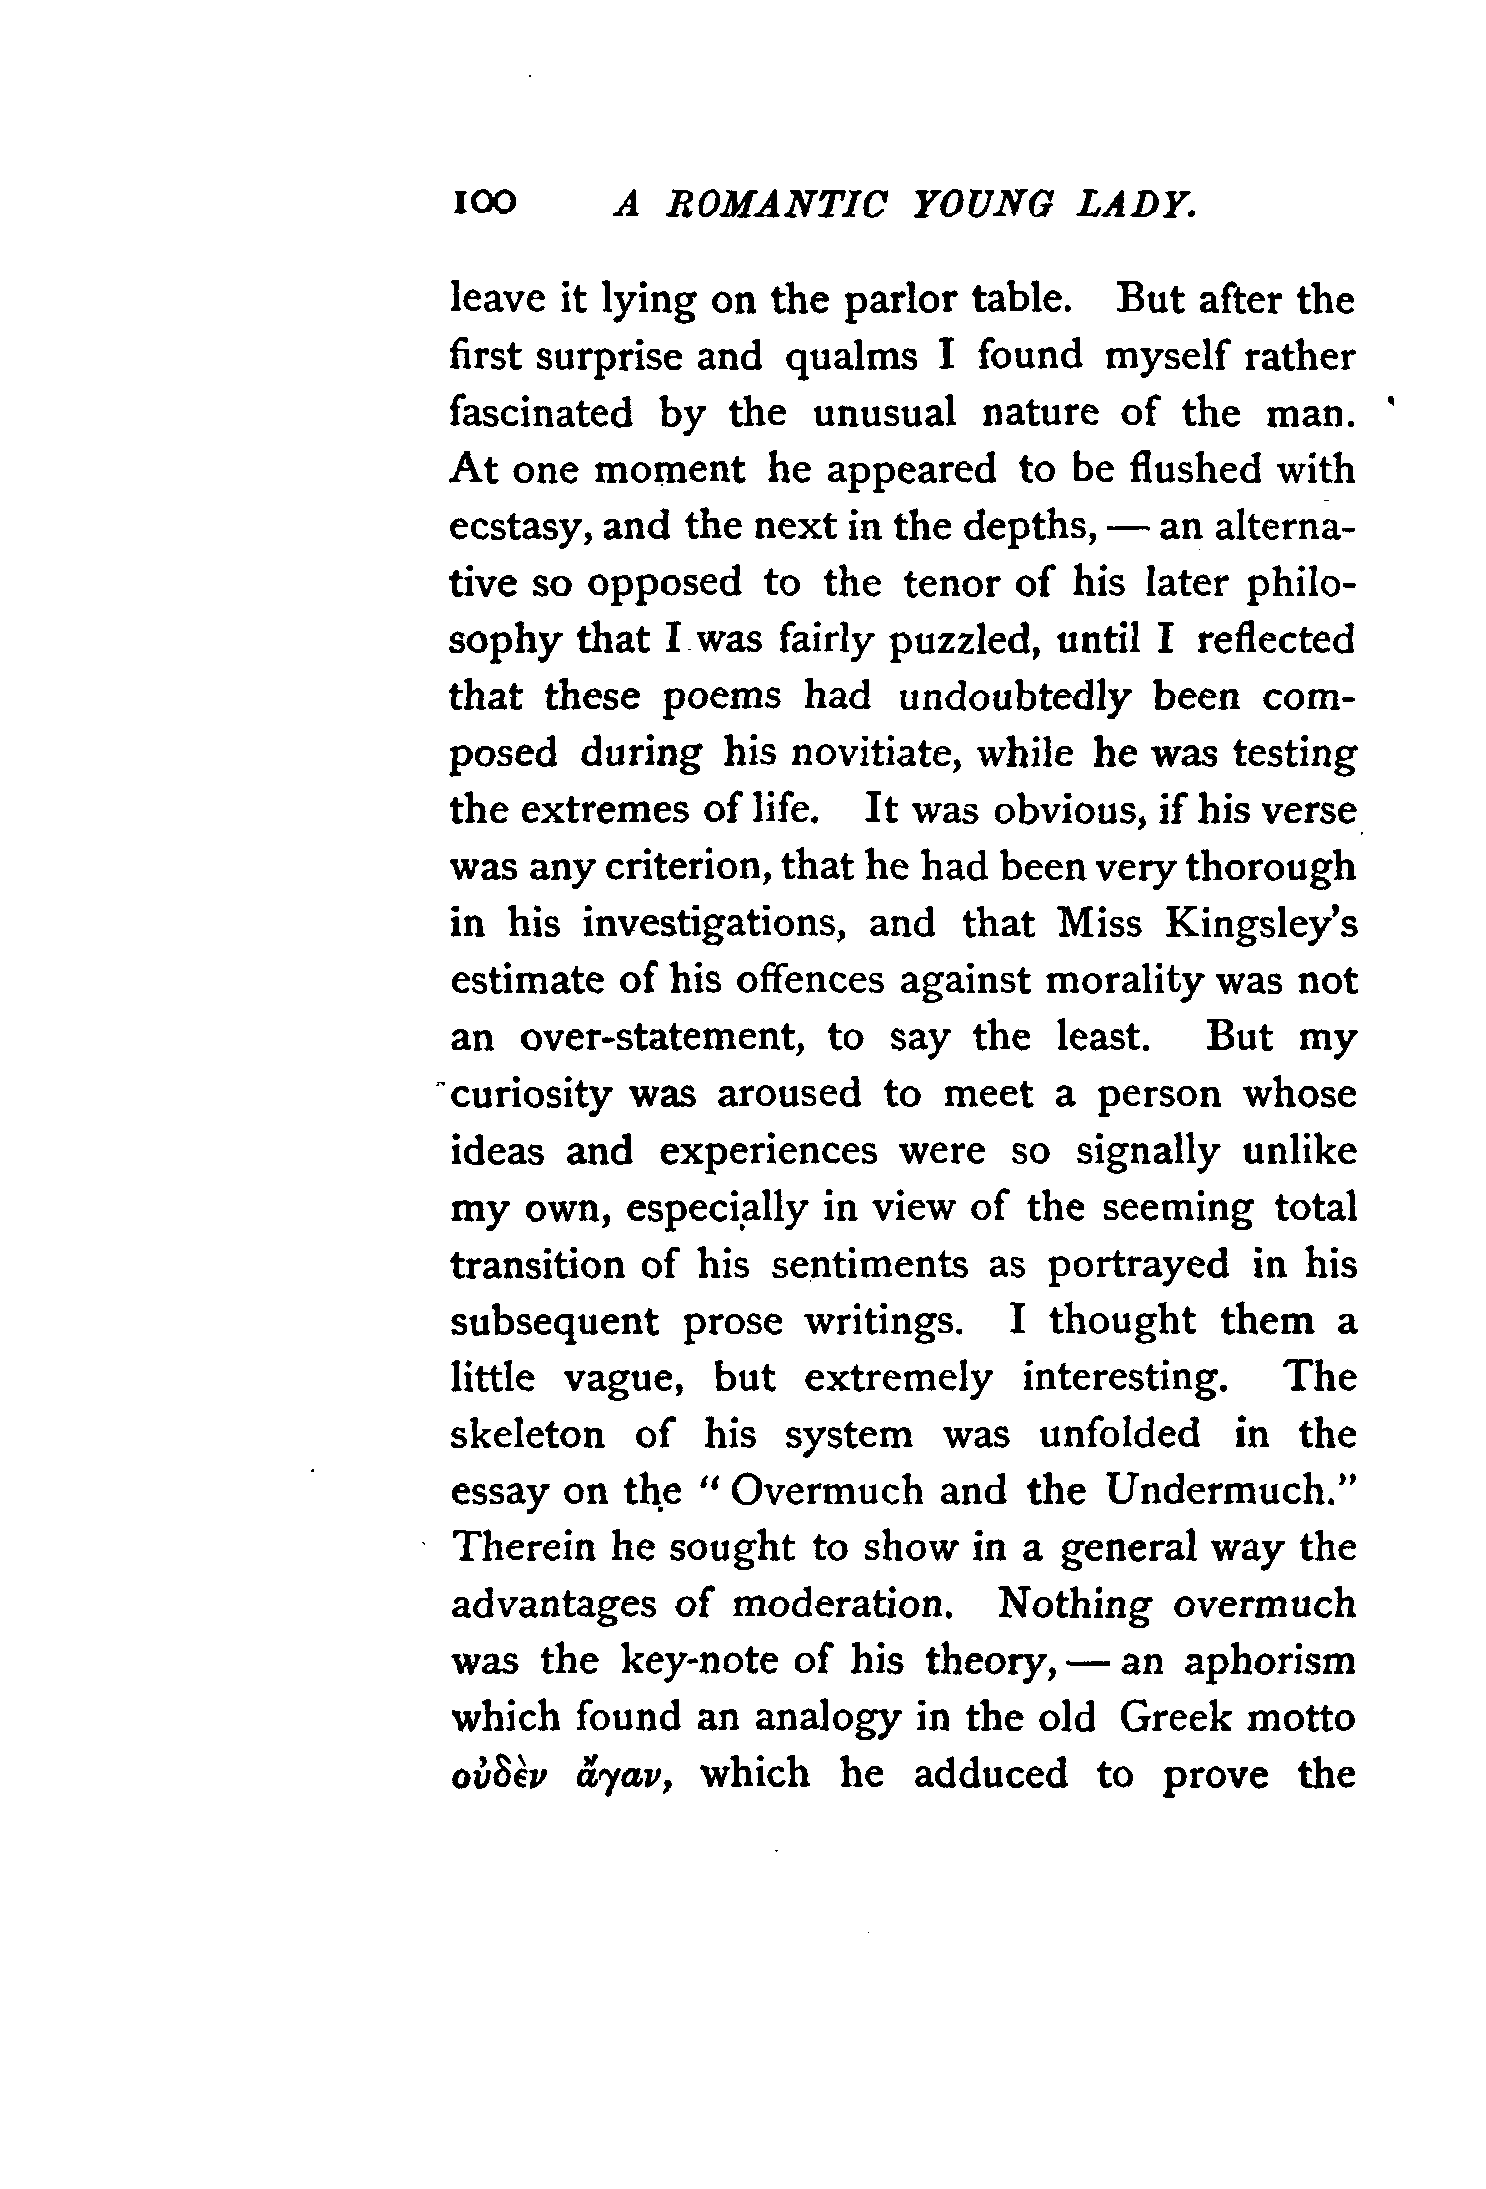 100 A ROMANTIC YOUNG LADY.
leave it lying on the parlor table. But after the
first surprise and qualms I found myself rather
fascinated by the unusual nature of the man.
At one moment he appeared to be flushed with
ecstasy, and the next in the depths, — an alterna-
tive so opposed to the tenor of his later philo-
sophy that I was fairly puzzled, until I reflected
that these poems had undoubtedly been com-
posed during his novitiate, while he was testing
the extremes of life. It was obvious, if his verse
was any criterion, that he had been very thorough
in his investigations, and that Miss Kingsley's
estimate of his offences against morality was not
an over-statement, to say the least. But my
curiosity was aroused to meet a person whose
ideas and experiences were so signally unlike
my own, especially in view of the seeming total
transition of his sentiments as portrayed in his
subsequent prose writings. I thought them a
little vague, but extremely interesting. The
skeleton of his system was unfolded in the
essay on the "Overmuch and the Undermuch."
Therein he sought to show in a general way the
advantages of moderation. Nothing overmuch
was the key-note of his theory, — an aphorism
which found an analogy in the old Greek motto
οὐδὲν ἄγαν, which he adduced to prove the